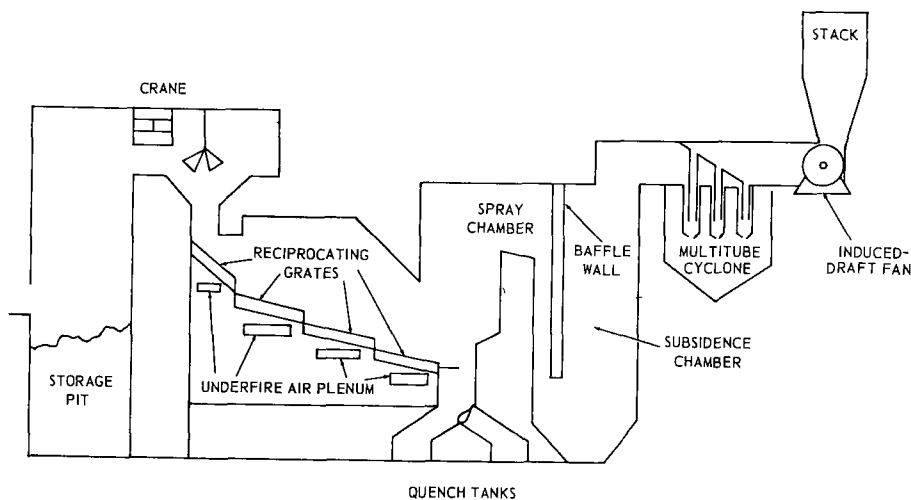 STACK
CRANE
SPRAY
CHAMBER
BAFFLE
WALL
MULTITUBE
CYCLONE
INDUCED-
DRAFT FAN
RECIPROCATING
GRATES
SUBSIDENCE
CHAMBER
STORAGE
PIT
UNDERFIRE AIR PLENUM
QUENCH TANKS